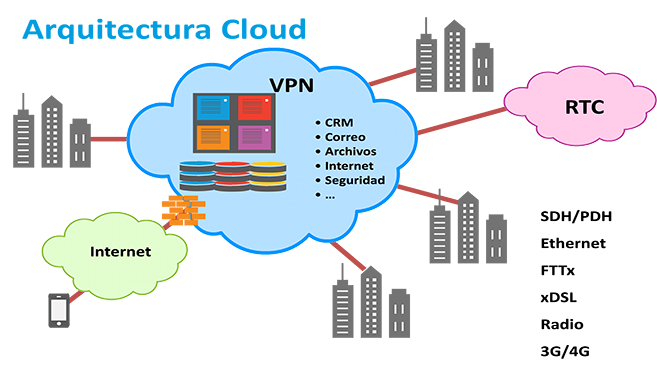 Arquitectura Cloud
VPN
• CRM
• Correo
• Archivos
• Internet
• Seguridad
• ...
RTC
Internet
SDH/PDH
Ethernet
FTTx
xDSL
Radio
3G/4G